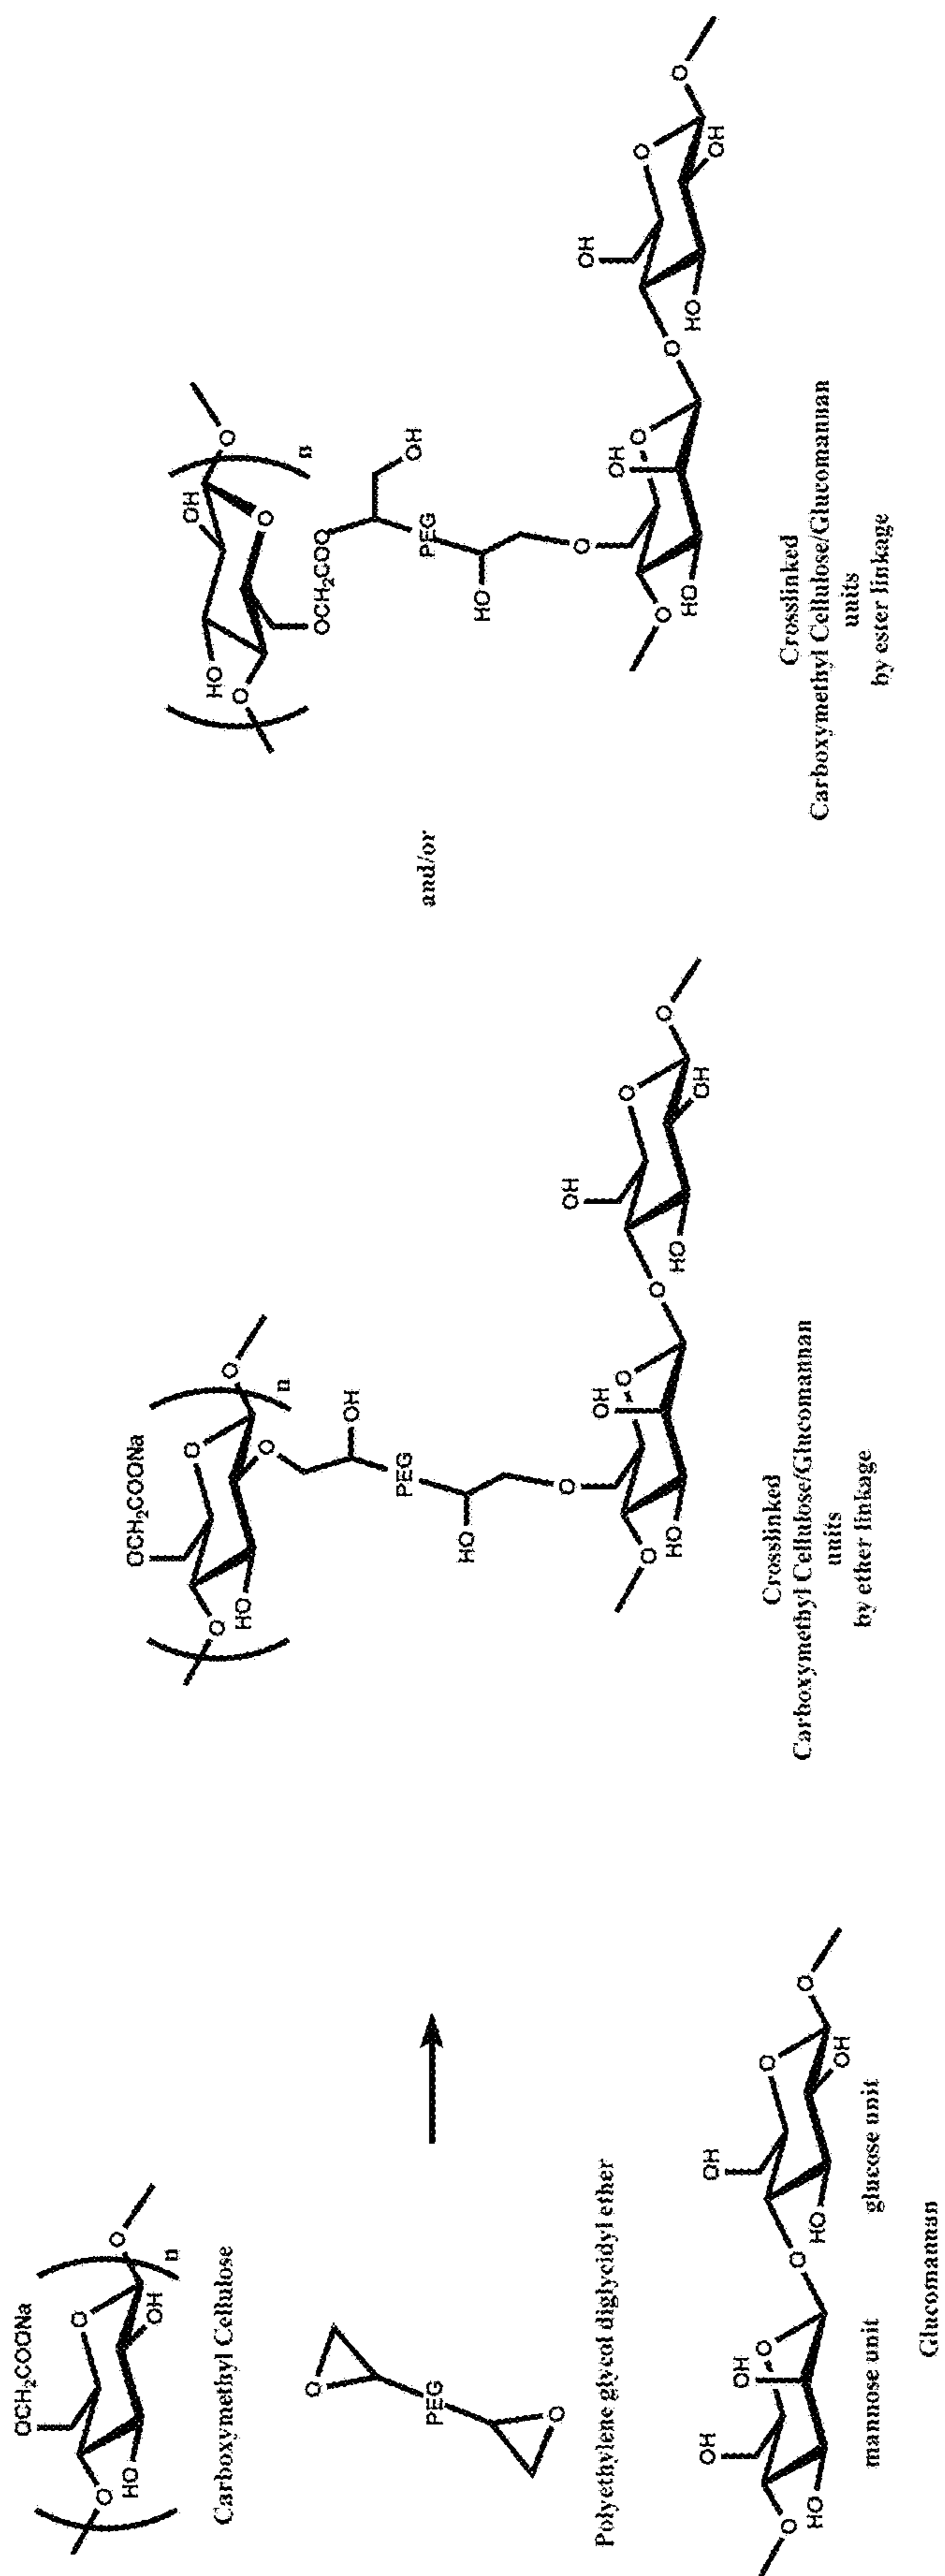 OCH₂COONa
O
O
O
HO
OH
n
Carboxymethyl Cellulose
O
PEG
O
Polyethylene glycol diglycidyl ether
OH
OH
OH
O
O
O
O
O
HO
HO
OH
mannose unit
glucose unit
Glucomannan
OCH₂COONa
O
O
O
HO
O
n
OH
PEG
HO
O
OH
OH
O
O
O
O
O
HO
HO
OH
Crosslinked
Carboxymethyl Cellulose/Glucomannan
units
by ether linkage
and/or
HO
OH
O
O
O
n
OCH₂COO
OH
PEG
HO
O
OH
OH
O
O
O
O
O
HO
HO
OH
Crosslinked
Carboxymethyl Cellulose/Glucomannan
units
by ester linkage